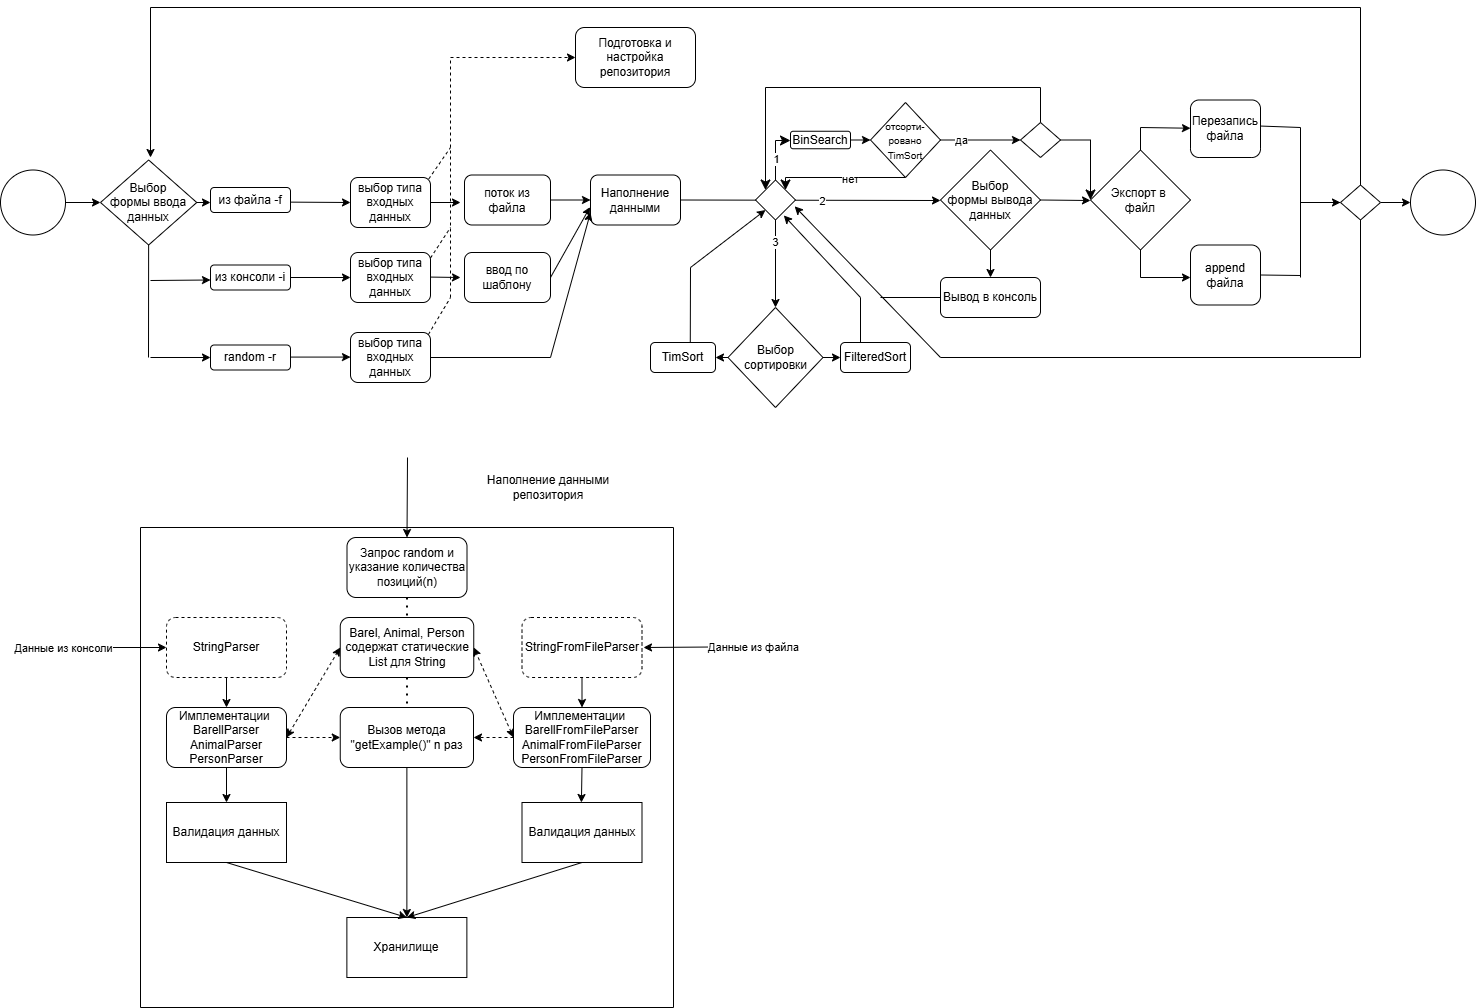 Подготовка и
настройка
репозитория
Выбор
формы ввода
данных
из файла -f
выбор типа
входных
данных
поток из
файла
Наполнение
данными
из консоли -i
выбор типа
входных
данных
ввод по
шаблону
random -r
выбор типа
входных
данных
1
BinSearch
отсорти-
ровано
TimSort
да
нет
2
Выбор
формы вывода
данных
Вывод в консоль
3
Выбор
сортировки
TimSort
FilteredSort
Экспорт в
файл
Перезапись
файла
append
файла
Наполнение данными
репозитория
Запрос random и
указание количества
позиций(n)
Данные из консоли
StringParser
Barel, Animal, Person
содержат статические
List для String
StringFromFileParser
Данные из файла
Имплементации
BarellParser
AnimalParser
PersonParser
Вызов метода
"getExample()" n раз
Имплементации
BarellFromFileParser
AnimalFromFileParser
PersonFromFileParser
Валидация данных
Валидация данных
Хранилище